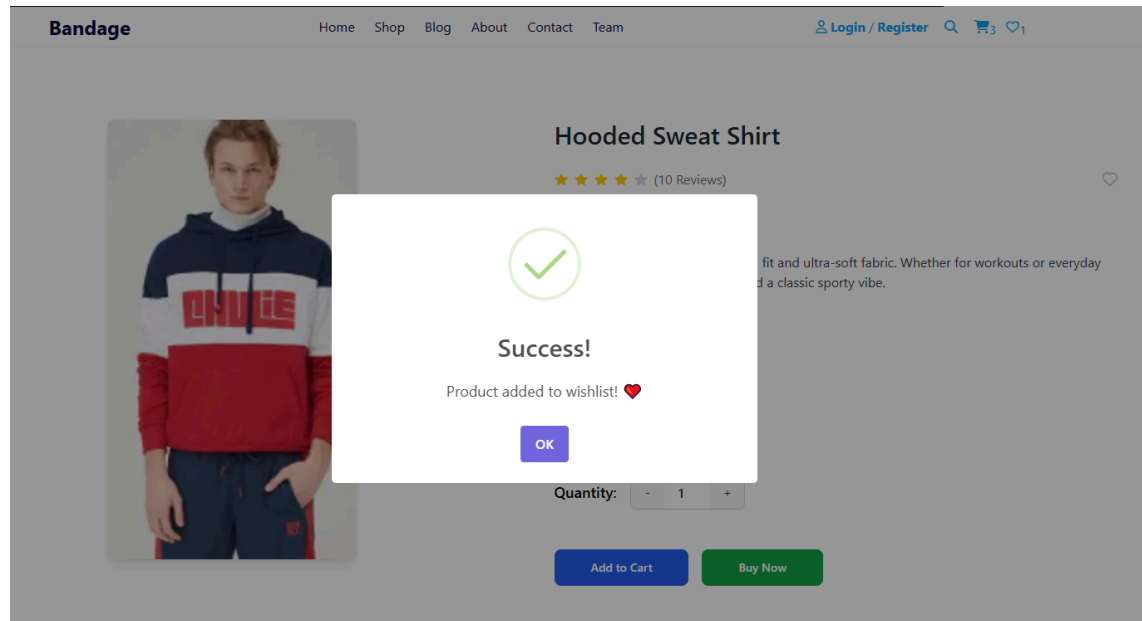 Bandage
Home Shop Blog About Contact Team
Login / Register 3 1
Hooded Sweat Shirt
(10 Reviews)
fit and ultra-soft fabric. Whether for workouts or everyday
d a classic sporty vibe.
CHULE
Success!
Product added to wishlist! ❤️
OK
Quantity: - 1 +
Add to Cart Buy Now